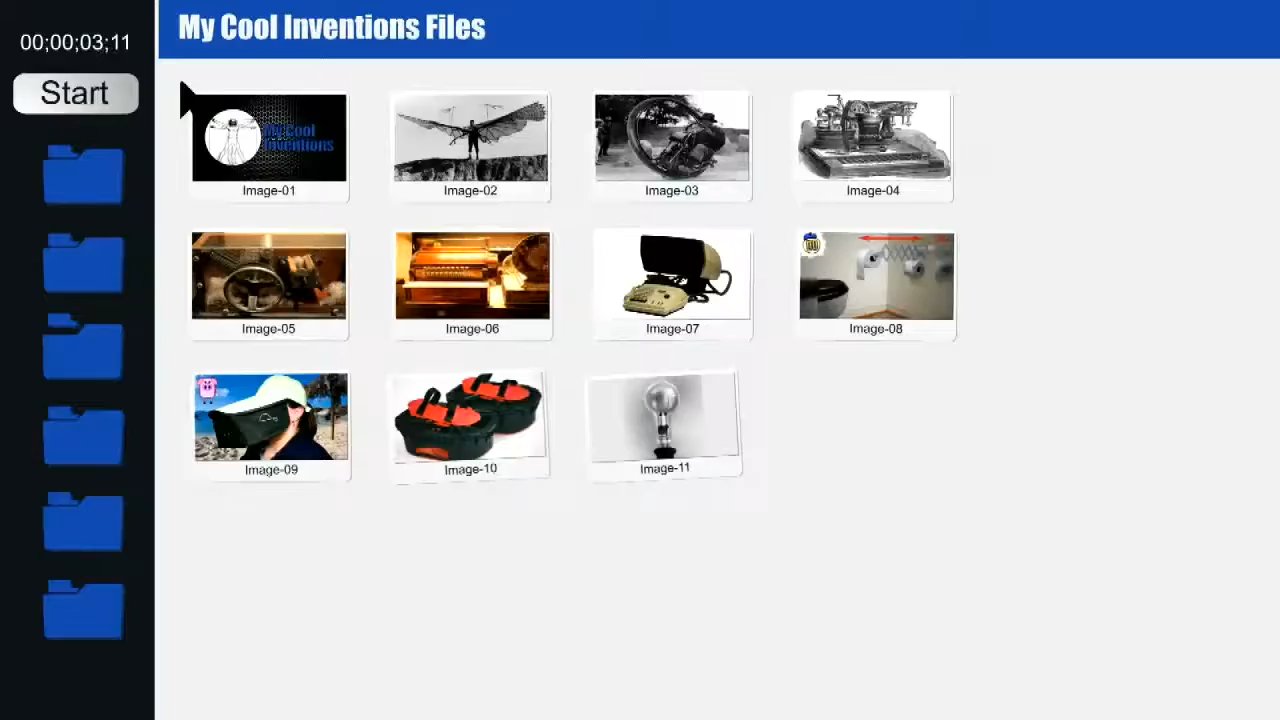 My Cool Inventions Files
00;00;03;11
Start
My Cool
Inventions
Image-01
Image-02
Image-03
Image-04
Image-05
Image-06
Image-07
Image-08
Image-09
Image-10
Image-11